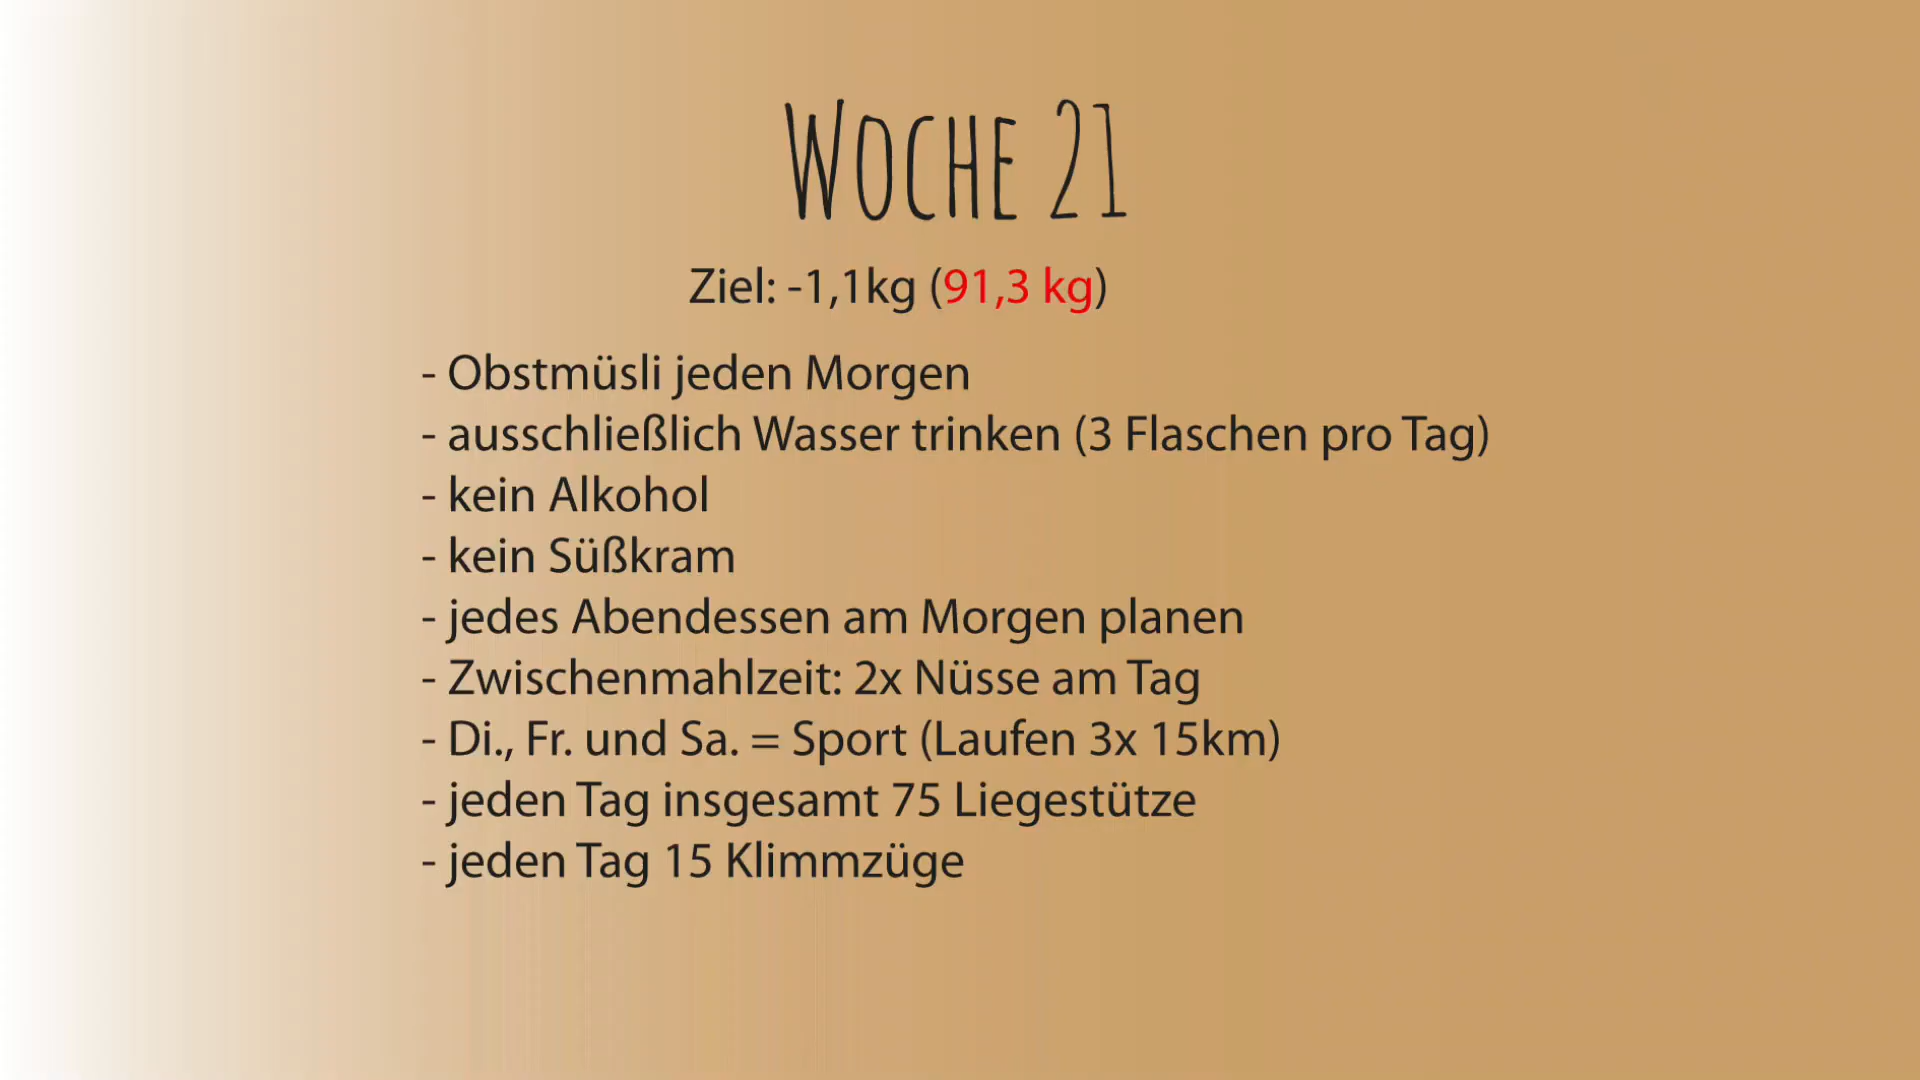 Woche 21
Ziel: -1,1kg (91,3 kg)
- Obstmüsli jeden Morgen
- ausschließlich Wasser trinken (3 Flaschen pro Tag)
- kein Alkohol
- kein Süßkram
- jedes Abendessen am Morgen planen
- Zwischenmahlzeit: 2x Nüsse am Tag
- Di., Fr. und Sa. = Sport (Laufen 3x 15km)
- jeden Tag insgesamt 75 Liegestütze
- jeden Tag 15 Klimmzüge